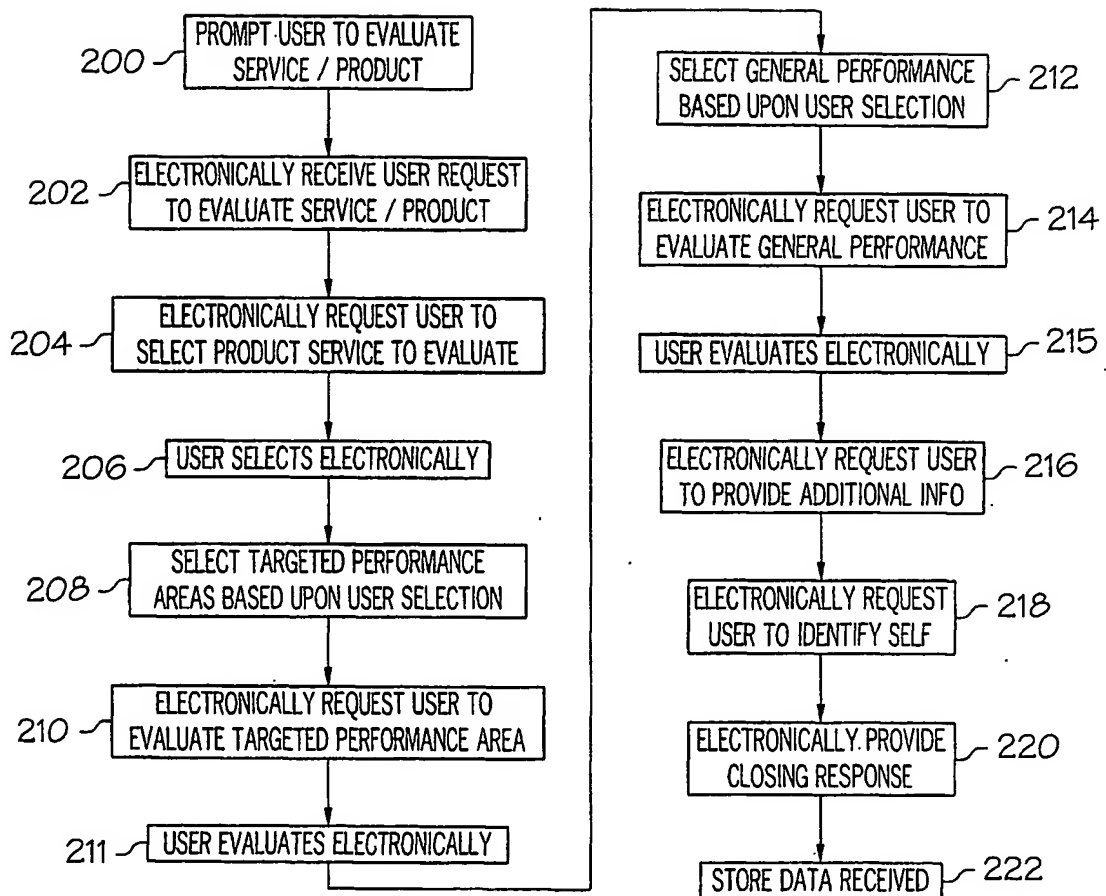 200
PROMPT USER TO EVALUATE
SERVICE / PRODUCT
202
ELECTRONICALLY RECEIVE USER REQUEST
TO EVALUATE SERVICE / PRODUCT
204
ELECTRONICALLY REQUEST USER TO
SELECT PRODUCT SERVICE TO EVALUATE
206
USER SELECTS ELECTRONICALLY
208
SELECT TARGETED PERFORMANCE
AREAS BASED UPON USER SELECTION
210
ELECTRONICALLY REQUEST USER TO
EVALUATE TARGETED PERFORMANCE AREA
211
USER EVALUATES ELECTRONICALLY
SELECT GENERAL PERFORMANCE
BASED UPON USER SELECTION
212
ELECTRONICALLY REQUEST USER TO
EVALUATE GENERAL PERFORMANCE
214
USER EVALUATES ELECTRONICALLY
215
ELECTRONICALLY REQUEST USER
TO PROVIDE ADDITIONAL INFO
216
ELECTRONICALLY REQUEST
USER TO IDENTIFY SELF
218
ELECTRONICALLY PROVIDE
CLOSING RESPONSE
220
STORE DATA RECEIVED
222